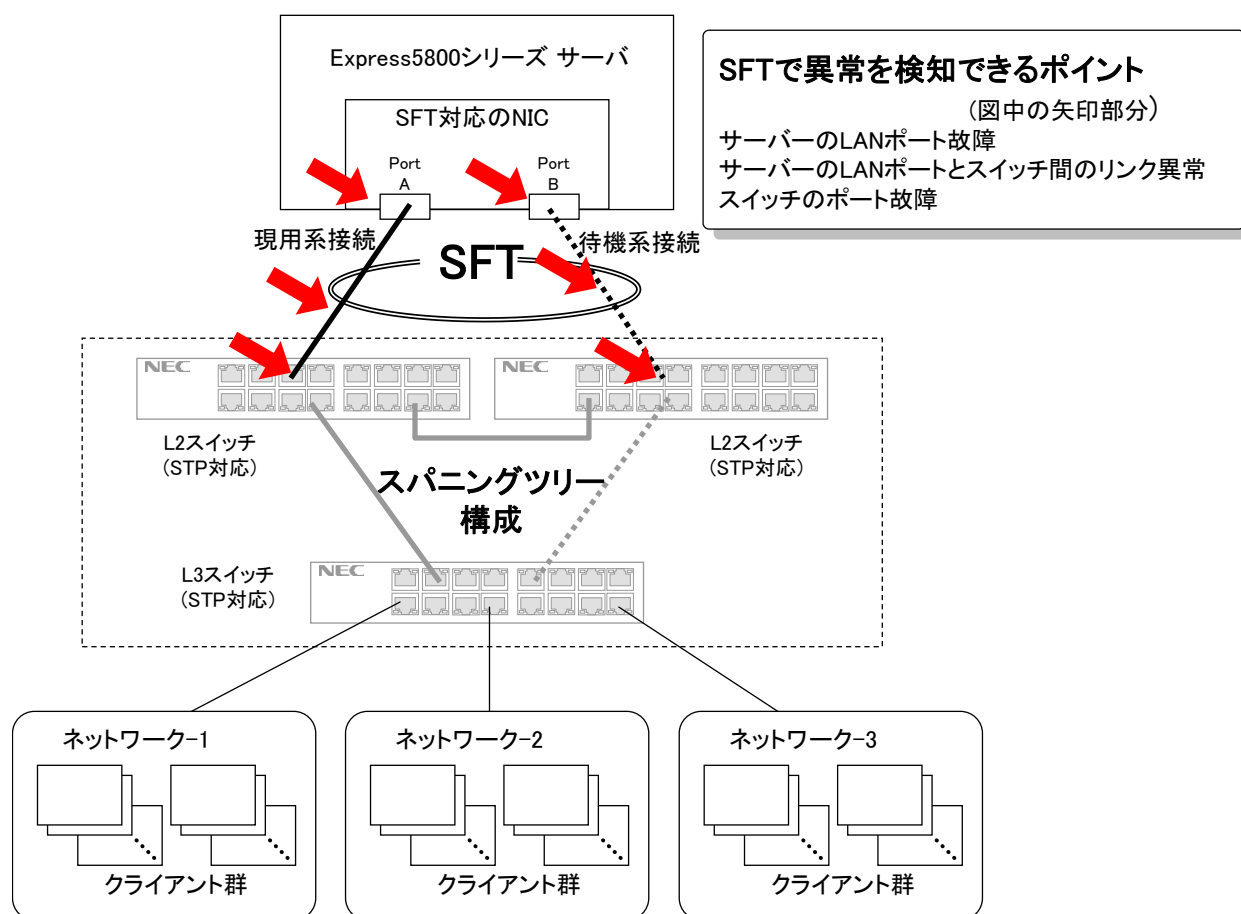 Express5800シリーズ サーバ
SFT対応のNIC
Port
A
Port
B
SFTで異常を検知できるポイント
(図中の矢印部分)
サーバーのLANポート故障
サーバーのLANポートとスイッチ間のリンク異常
スイッチのポート故障
現用系接続
SFT
待機系接続
NEC
NEC
L2スイッチ
(STP対応)
L2スイッチ
(STP対応)
スパニングツリー
構成
L3スイッチ
(STP対応)
NEC
ネットワーク-1
クライアント群
ネットワーク-2
クライアント群
ネットワーク-3
クライアント群